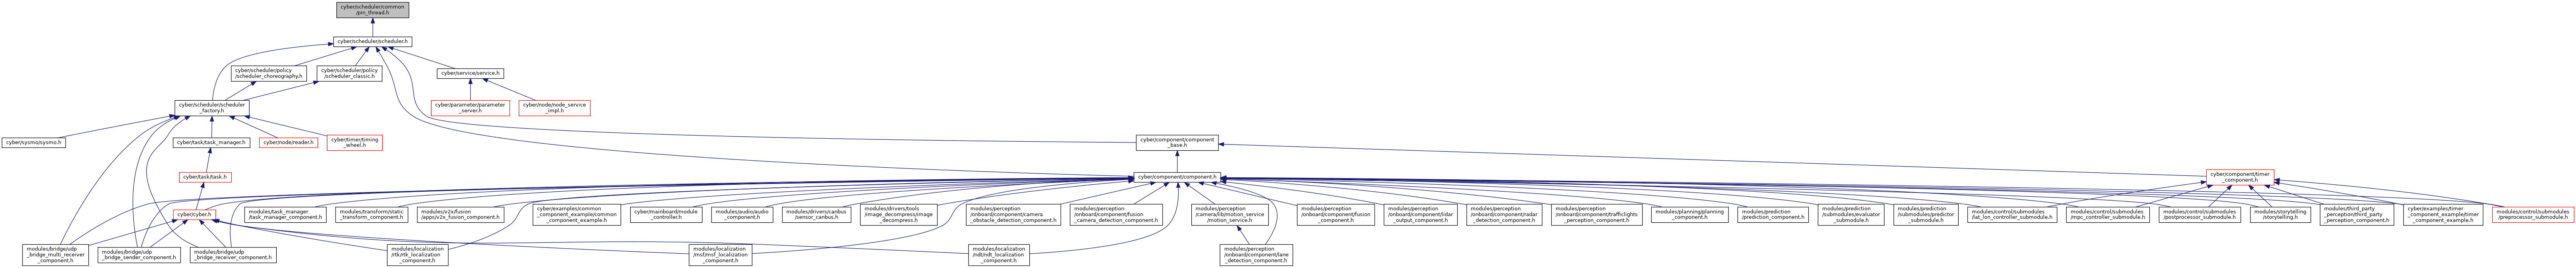 cyber/scheduler/common
/pin_thread.h
cyber/scheduler/scheduler.h
cyber/scheduler/policy
/scheduler_choreography.h
cyber/scheduler/policy
/scheduler_classic.h
cyber/service/service.h
cyber/scheduler/scheduler
_factory.h
cyber/parameter/parameter
_server.h
cyber/node/node_service
_impl.h
cyber/sysmo/sysmo.h
cyber/task/task_manager.h
cyber/node/reader.h
cyber/timer/timing
_wheel.h
cyber/component/component
_base.h
cyber/task/task.h
cyber/component/component.h
cyber/component/timer
_component.h
cyber/cyber.h
modules/task_manager
/task_manager_component.h
modules/transform/static
_transform_component.h
modules/v2x/fusion
/apps/v2x_fusion_component.h
cyber/examples/common
_component_example/common
_component_example.h
cyber/mainboard/module
_controller.h
modules/audio/audio
_component.h
modules/drivers/canbus
/sensor_canbus.h
modules/drivers/tools
/image_decompress/image
_decompress.h
modules/perception
/onboard/component/camera
_obstacle_detection_component.h
modules/perception
/onboard/component/fusion
_camera_detection_component.h
modules/perception
/camera/lib/motion_service
/motion_service.h
modules/perception
/onboard/component/fusion
_component.h
modules/perception
/onboard/component/lidar
_output_component.h
modules/perception
/onboard/component/radar
_detection_component.h
modules/perception
/onboard/component/trafficlights
_perception_component.h
modules/planning/planning
_component.h
modules/prediction
/prediction_component.h
modules/prediction
/submodules/evaluator
_submodule.h
modules/prediction
/submodules/predictor
_submodule.h
modules/control/submodules
/lat_lon_controller_submodule.h
modules/control/submodules
/mpc_controller_submodule.h
modules/control/submodules
/postprocessor_submodule.h
modules/storytelling
/storytelling.h
modules/third_party
_perception/third_party
_perception_component.h
cyber/examples/timer
_component_example/timer
_component_example.h
modules/control/submodules
/preprocessor_submodule.h
modules/bridge/udp
_bridge_multi_receiver
_component.h
modules/bridge/udp
_bridge_sender_component.h
modules/bridge/udp
_bridge_receiver_component.h
modules/localization
/rtk/rtk_localization
_component.h
modules/localization
/msf/msf_localization
_component.h
modules/localization
/ndt/ndt_localization
_component.h
modules/perception
/onboard/component/lane
_detection_component.h